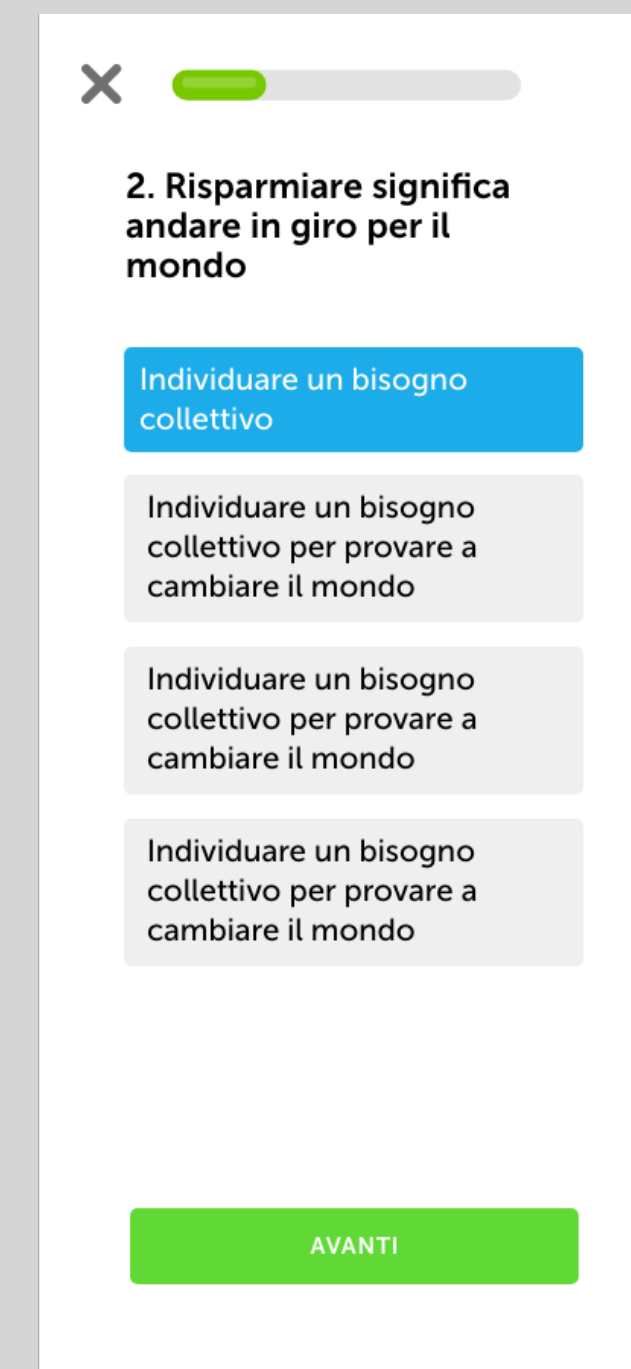 2. Risparmiare significa
andare in giro per il
mondo
Individuare un bisogno
collettivo
Individuare un bisogno
collettivo per provare a
cambiare il mondo
Individuare un bisogno
collettivo per provare a
cambiare il mondo
Individuare un bisogno
collettivo per provare a
cambiare il mondo
AVANTI